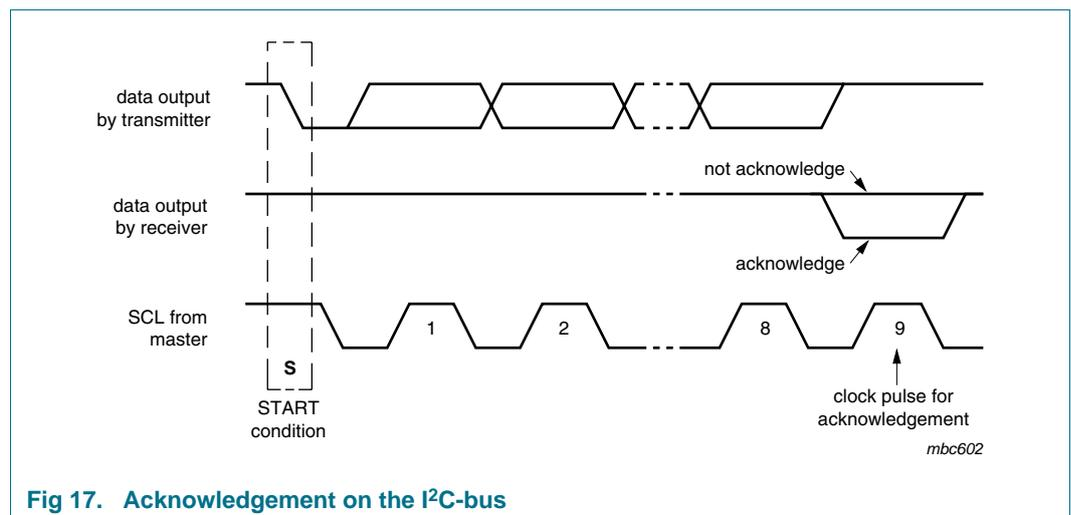 data output
by transmitter
not acknowledge
data output
by receiver
acknowledge
SCL from
master
1
2
8
9
S
START
condition
clock pulse for
acknowledgement
mbc602
Fig 17. Acknowledgement on the I²C-bus